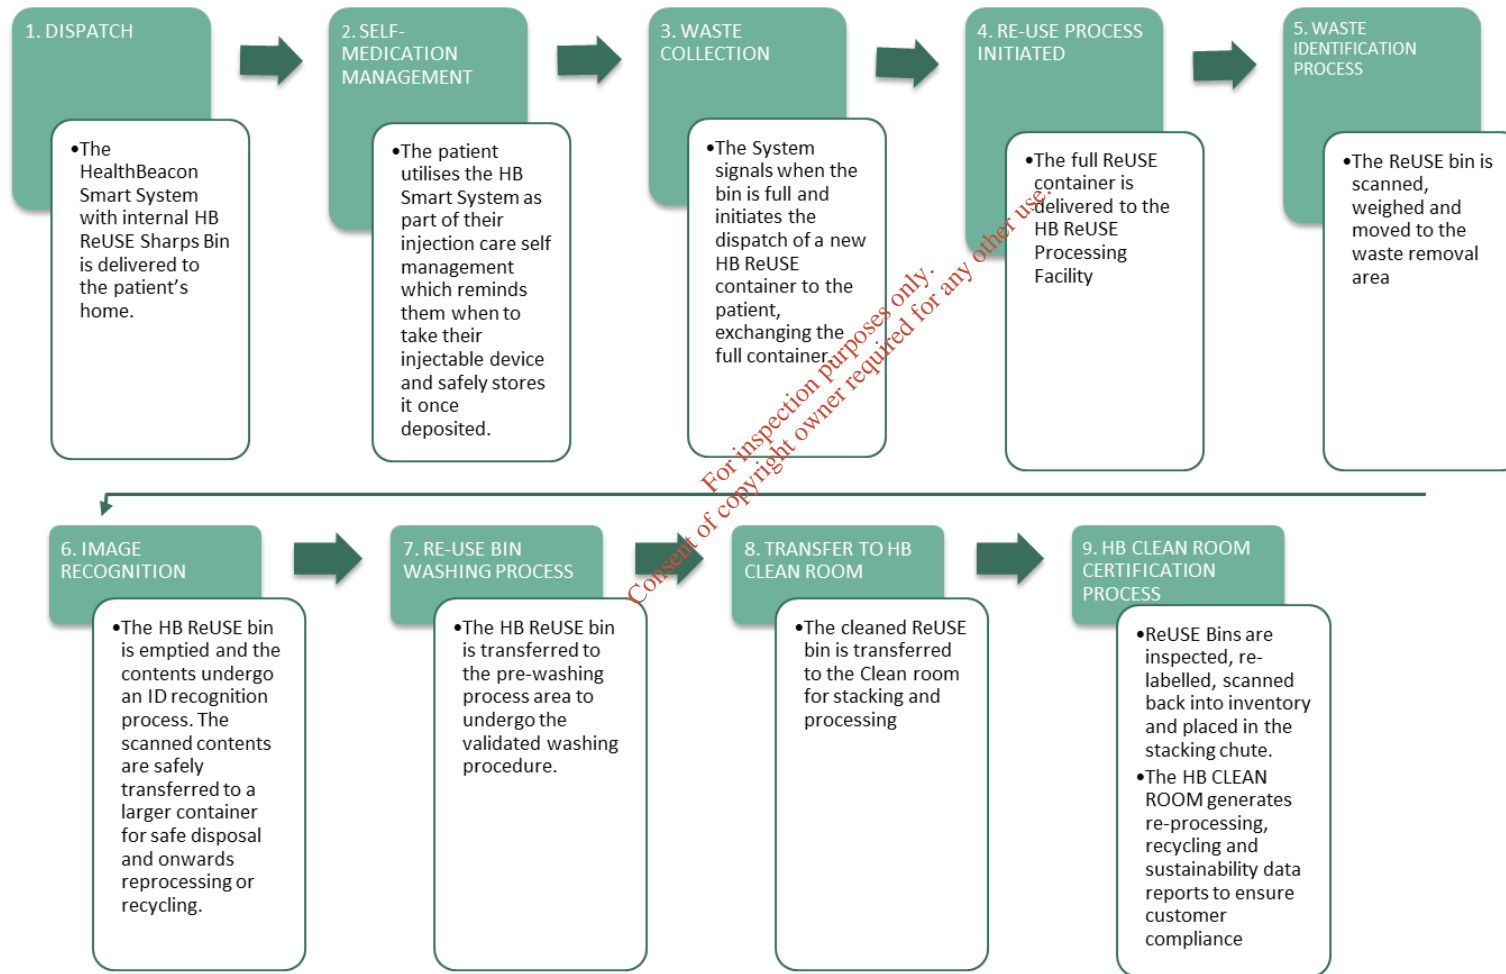 1. DISPATCH
•The
HealthBeacon
Smart System
with internal HB
ReUSE Sharps Bin
is delivered to
the patient's
home.
2. SELF-
MEDICATION
MANAGEMENT
•The patient
utilises the HB
Smart System as
part of their
injection care self
management
which reminds
them when to
take their
injectable device
and safely stores
it once
deposited.
3. WASTE
COLLECTION
•The System
signals when the
bin is full and
initiates the
dispatch of a new
HB ReUSE
container to the
patient,
exchanging the
full container.
4. RE-USE PROCESS
INITIATED
•The full ReUSE
container is
delivered to the
HB ReUSE
Processing
Facility
5. WASTE
IDENTIFICATION
PROCESS
•The ReUSE bin is
scanned,
weighed and
moved to the
waste removal
area
For inspection purposes only.
Consent of copyright owner required for any other use.
6. IMAGE
RECOGNITION
•The HB ReUSE bin
is emptied and the
contents undergo
an ID recognition
process. The
scanned contents
are safely
transferred to a
larger container
for safe disposal
and onwards
reprocessing or
recycling.
7. RE-USE BIN
WASHING PROCESS
•The HB ReUSE bin
is transferred to
the pre-washing
process area to
undergo the
validated washing
procedure.
8. TRANSFER TO HB
CLEAN ROOM
•The cleaned ReUSE
bin is transferred
to the Clean room
for stacking and
processing
9. HB CLEAN ROOM
CERTIFICATION
PROCESS
•ReUSE Bins are
inspected, re-
labelled, scanned
back into inventory
and placed in the
stacking chute.
•The HB CLEAN
ROOM generates
re-processing,
recycling and
sustainability data
reports to ensure
customer
compliance